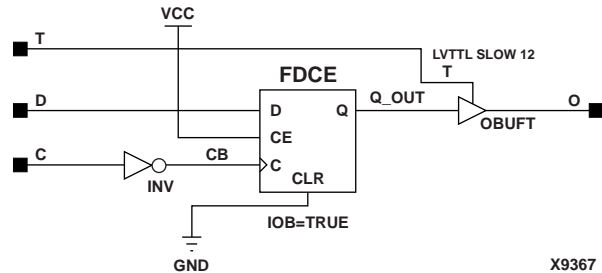 VCC
T
LVTTL SLOW 12
T
FDCE
D
D
Q
Q_OUT
O
CE
OBUFT
C
CB
C
INV
CLR
IOB=TRUE
GND
X9367